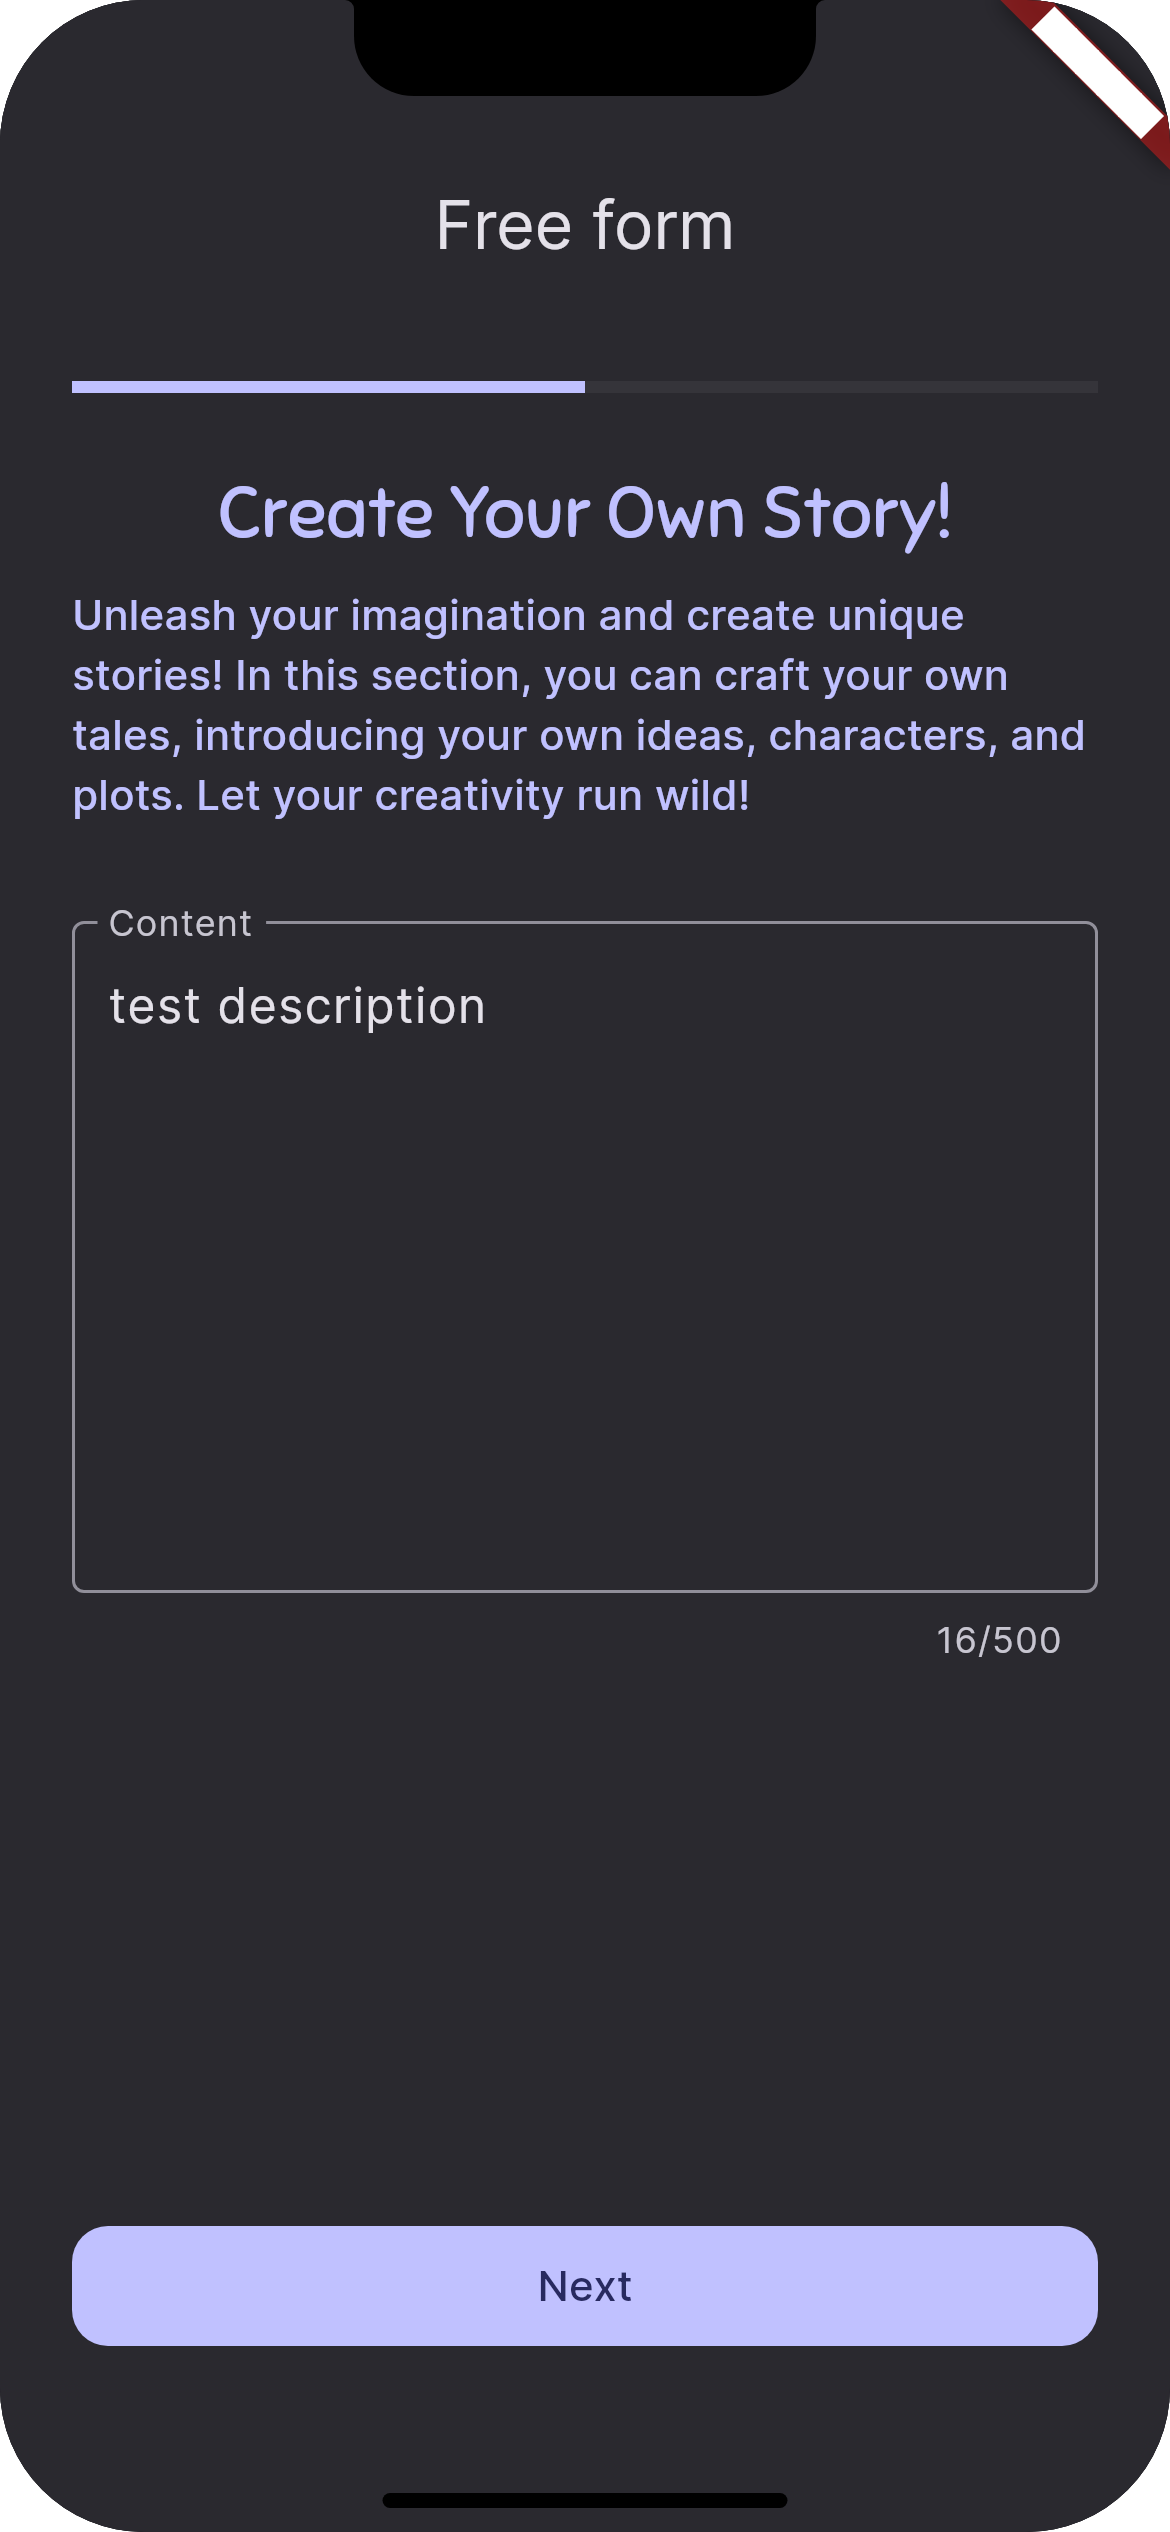 Free form
Create Your Own Story!
Unleash your imagination and create unique
stories! In this section, you can craft your own
tales, introducing your own ideas, characters, and
plots. Let your creativity run wild!
Content
test description
16/500
Next